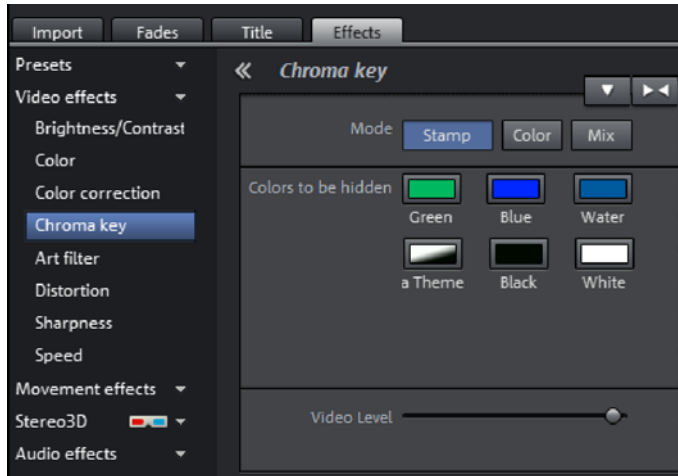 Import Fades Title Effects
Presets
Video effects
Brightness/Contrast
Color
Color correction
Chroma key
Art filter
Distortion
Sharpness
Speed
Movement effects
Stereo3D
Audio effects
Chroma key
Mode Stamp Color Mix
Colors to be hidden
Green Blue Water
a Theme Black White
Video Level